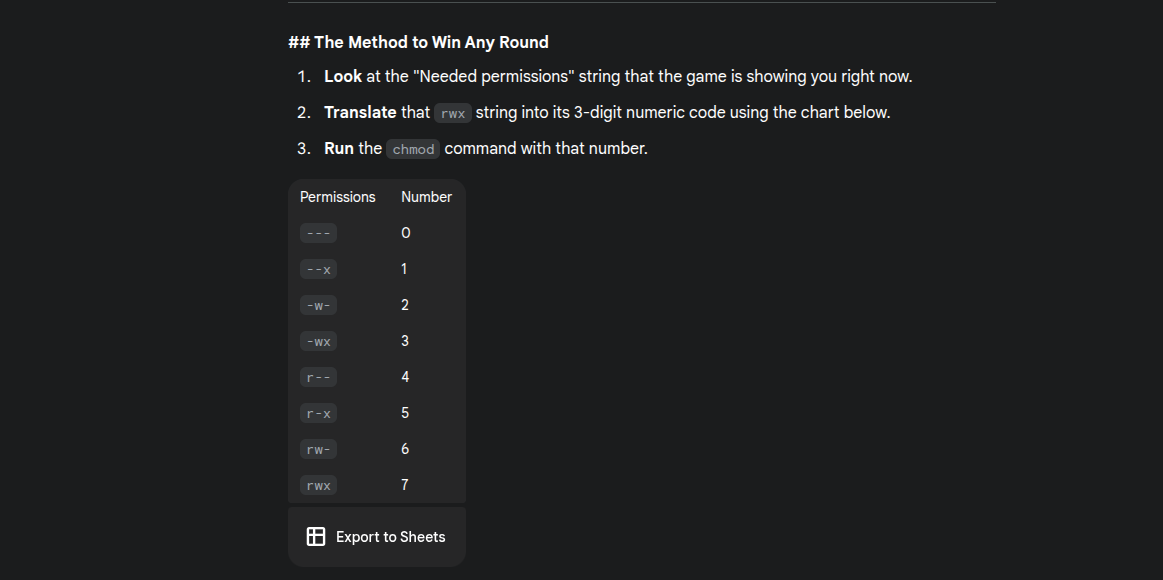 ## The Method to Win Any Round
1. Look at the "Needed permissions" string that the game is showing you right now.
2. Translate that rwx string into its 3-digit numeric code using the chart below.
3. Run the chmod command with that number.
Permissions Number
--- 0
--x 1
-w- 2
-wx 3
r-- 4
r-x 5
rw- 6
rwx 7
Export to Sheets